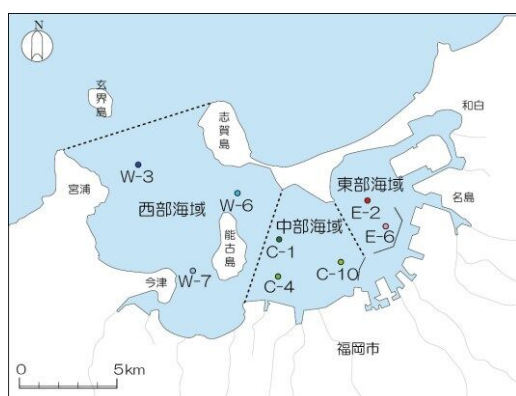 N
玄界島
志賀島
和白
W-3
宮浦
西部海域
W-6
東部海域
E-2
名島
E-6
中部海域
能古島
C-1
W-7
今津
C-4
C-10
福岡市
0 5km